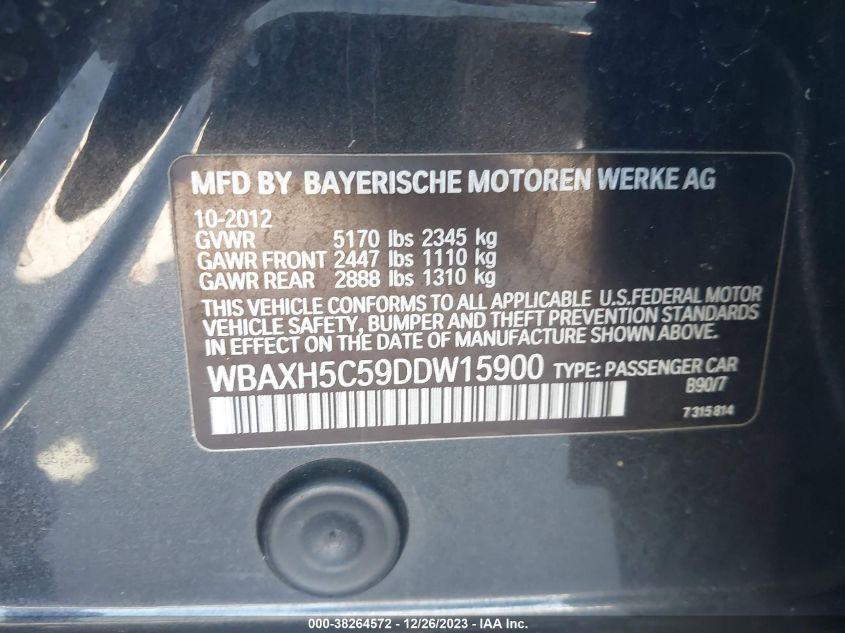 MFD BY BAYERISCHE MOTOREN WERKE AG
10-2012
GVWR 5170 lbs 2345 kg
GAWR FRONT 2447 lbs 1110 kg
GAWR REAR 2888 lbs 1310 kg
THIS VEHICLE CONFORMS TO ALL APPLICABLE U.S.FEDERAL MOTOR
VEHICLE SAFETY, BUMPER AND THEFT PREVENTION STANDARDS
IN EFFECT ON THE DATE OF MANUFACTURE SHOWN ABOVE.
WBAXH5C59DDW15900 TYPE: PASSENGER CAR
B90/7
7315814
000-38264572 - 12/26/2023 - IAA Inc.